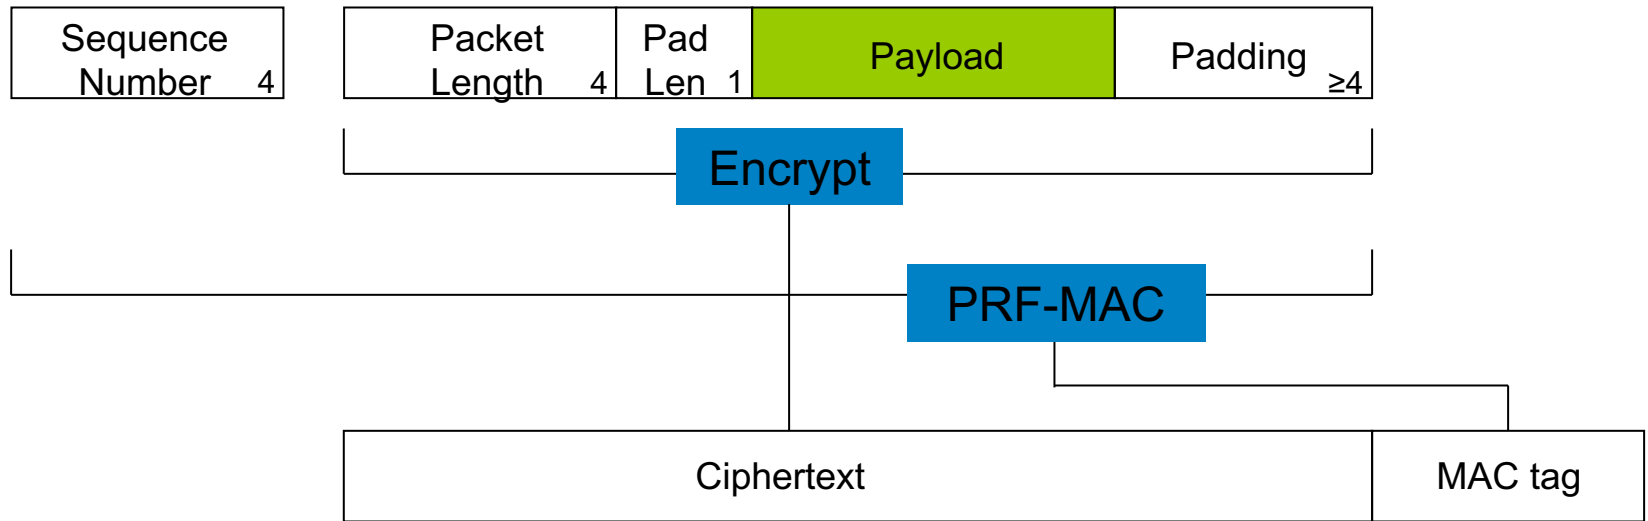 Sequence
Number 4
Packet
Length 4
Pad
Len 1
Payload
Padding
≥4
Encrypt
PRF-MAC
Ciphertext
MAC tag